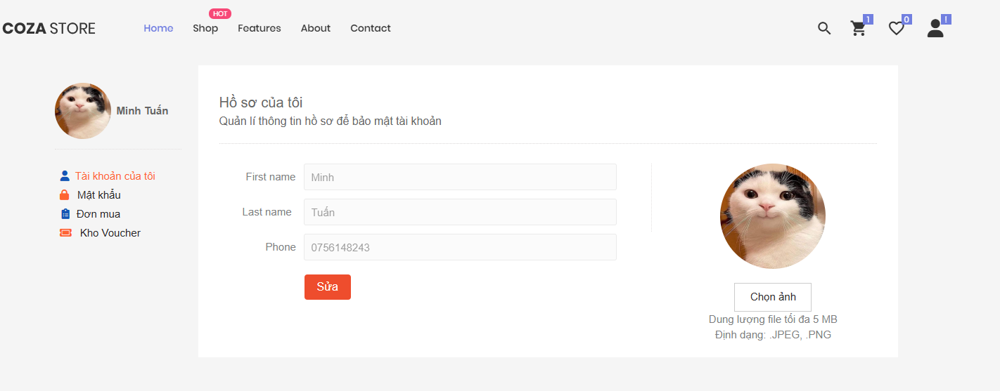 HOT
COZA STORE Home Shop Features About Contact 1 0 !
Minh Tuấn
Tài khoản của tôi
Mật khẩu
Đơn mua
Kho Voucher
Hồ sơ của tôi
Quản lí thông tin hồ sơ để bảo mật tài khoản
First name Minh
Last name Tuấn
Phone 0756148243
Sửa
Chọn ảnh
Dung lượng file tối đa 5 MB
Định dạng: .JPEG, .PNG